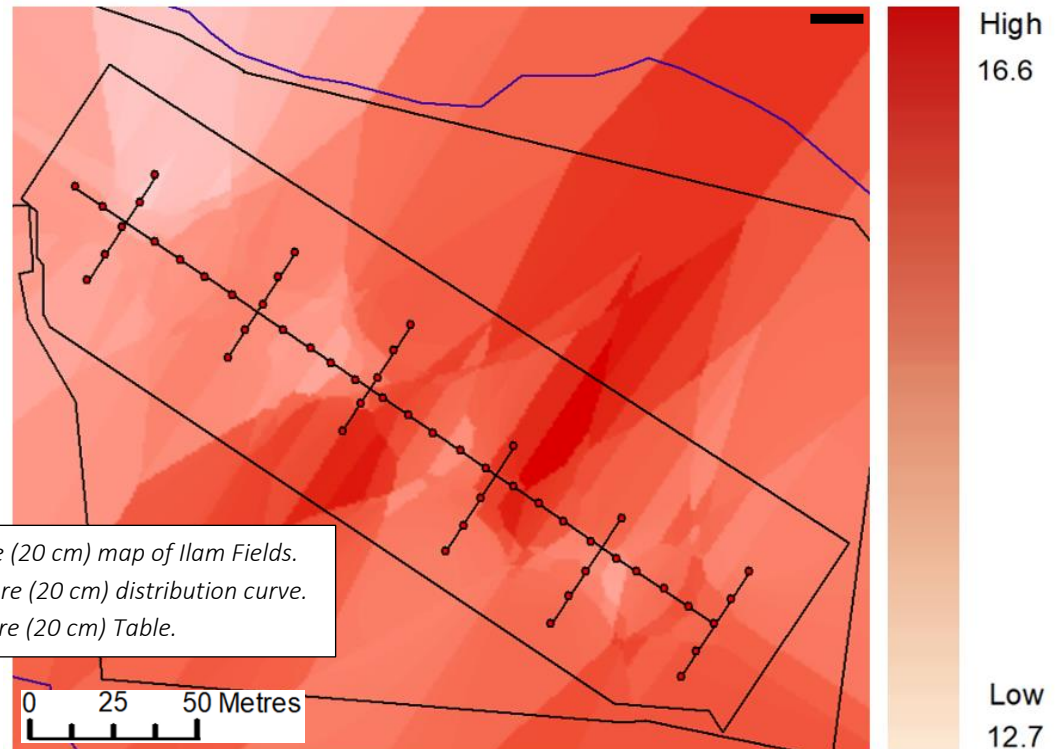 High
16.6
e (20 cm) map of Ilam Fields.
re (20 cm) distribution curve.
re (20 cm) Table.
0 25 50 Metres
Low
12.7